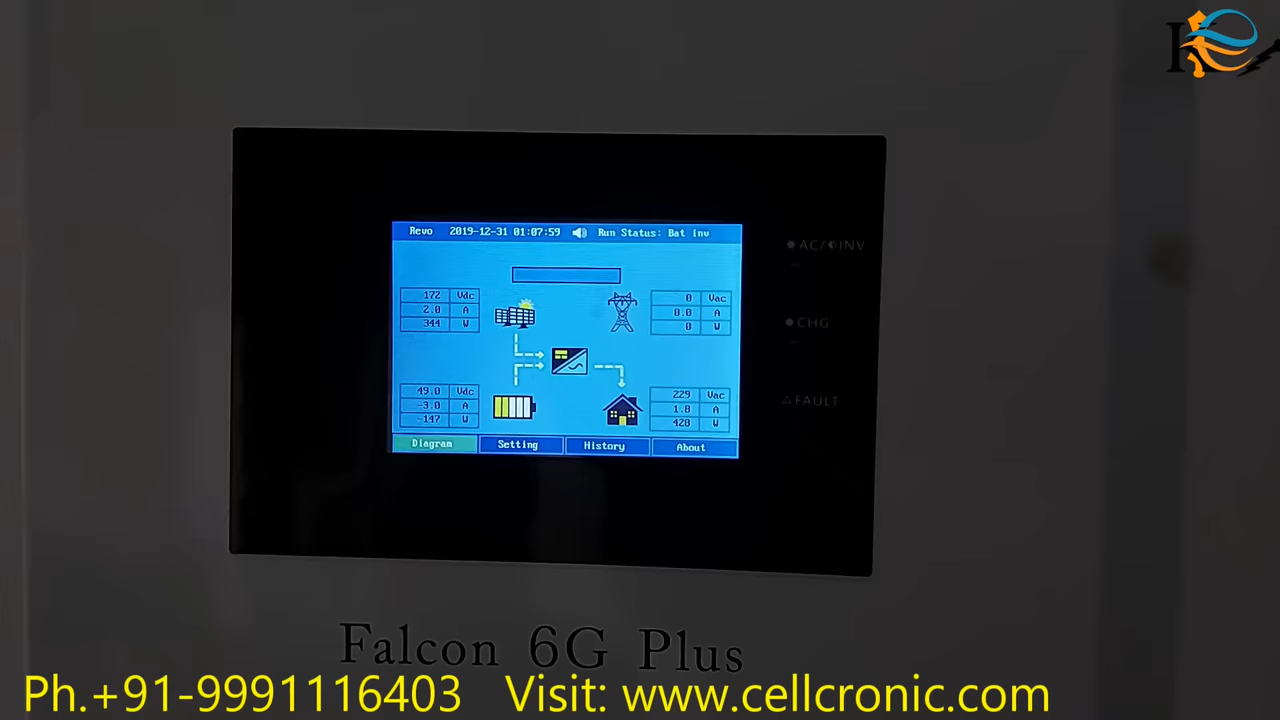 Revo 2019-12-31 01:07:59 Run Status: Bat Inv
172 Vdc
2.0 A
344 W
0 Vac
0.0 A
0 W
49.0 Vdc
-3.0 A
-147 W
229 Vac
1.8 A
428 W
Diagram Setting History About
AC/INV
CHG
FAULT
Falcon 6G Plus
Ph.+91-9991116403 Visit: www.cellcronic.com